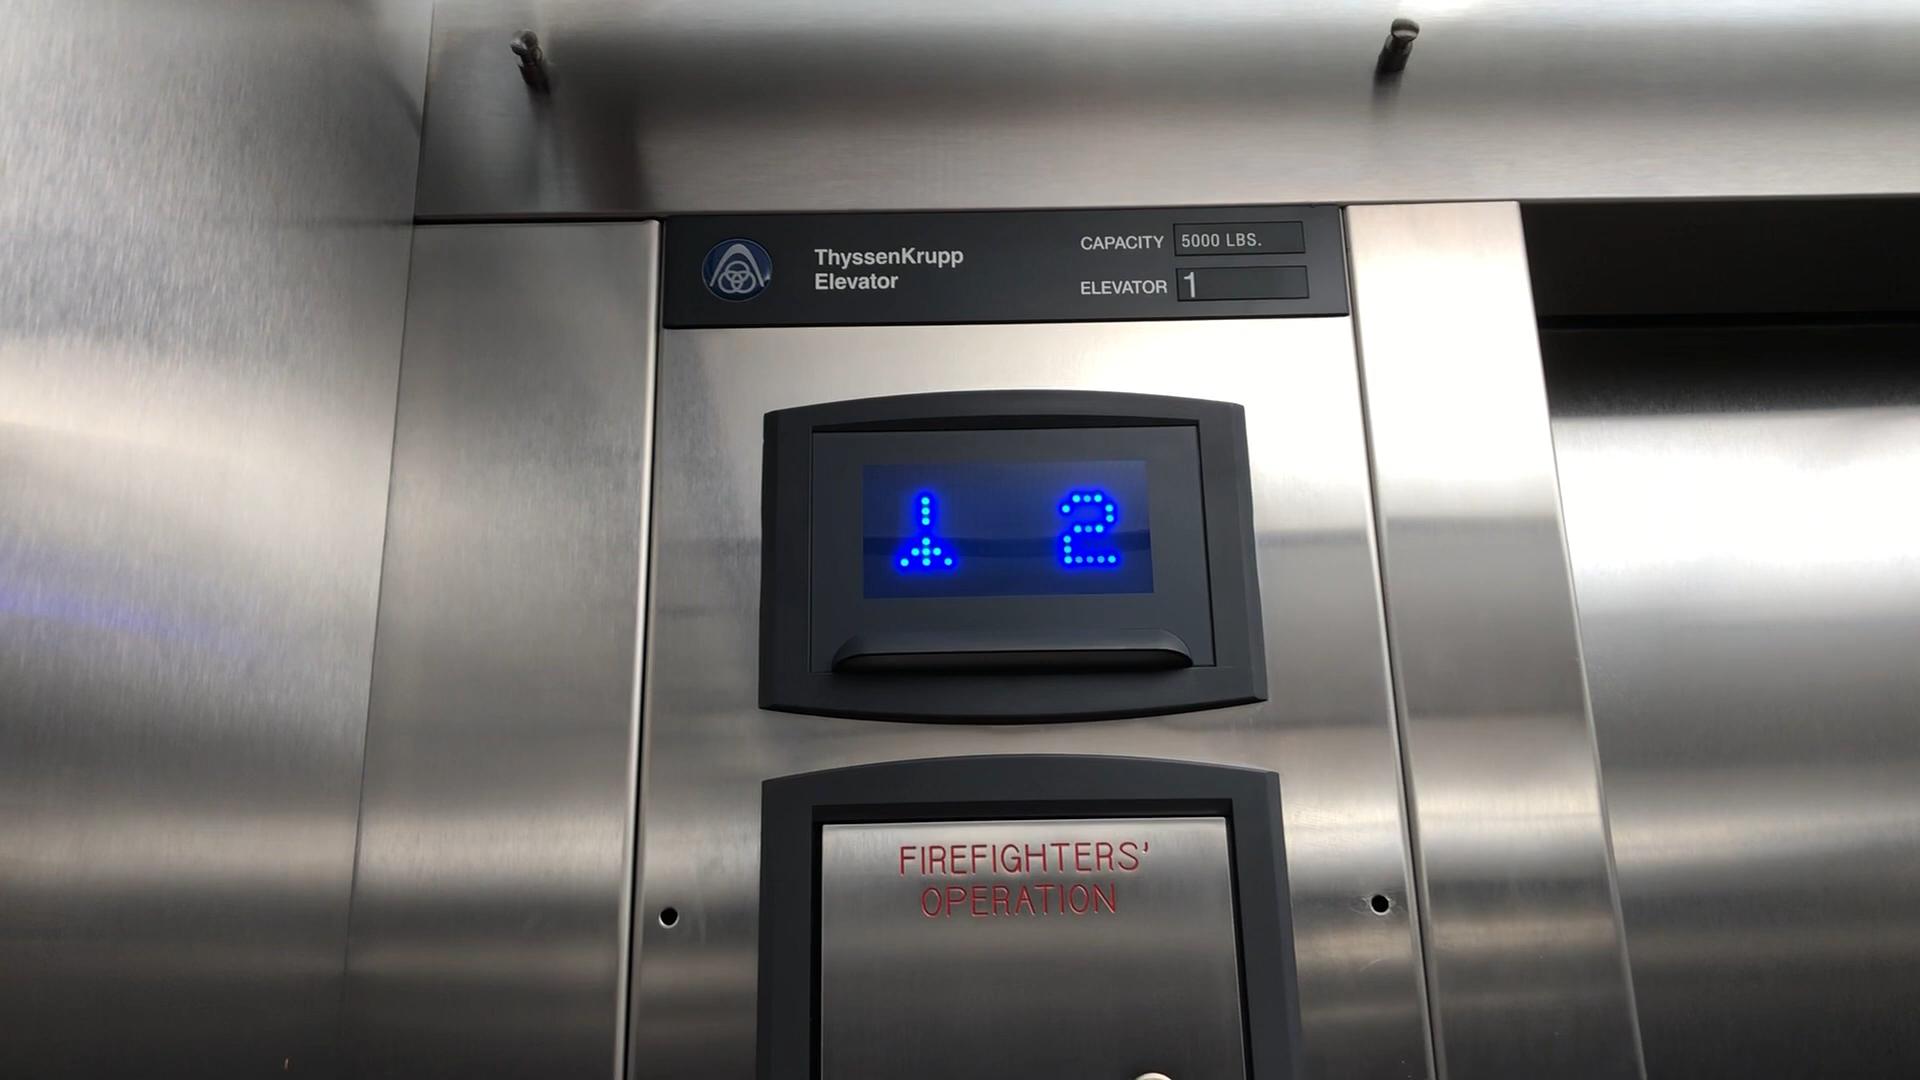 ThyssenKrupp
Elevator
CAPACITY 5000 LBS.
ELEVATOR 1
2
FIREFIGHTERS'
OPERATION